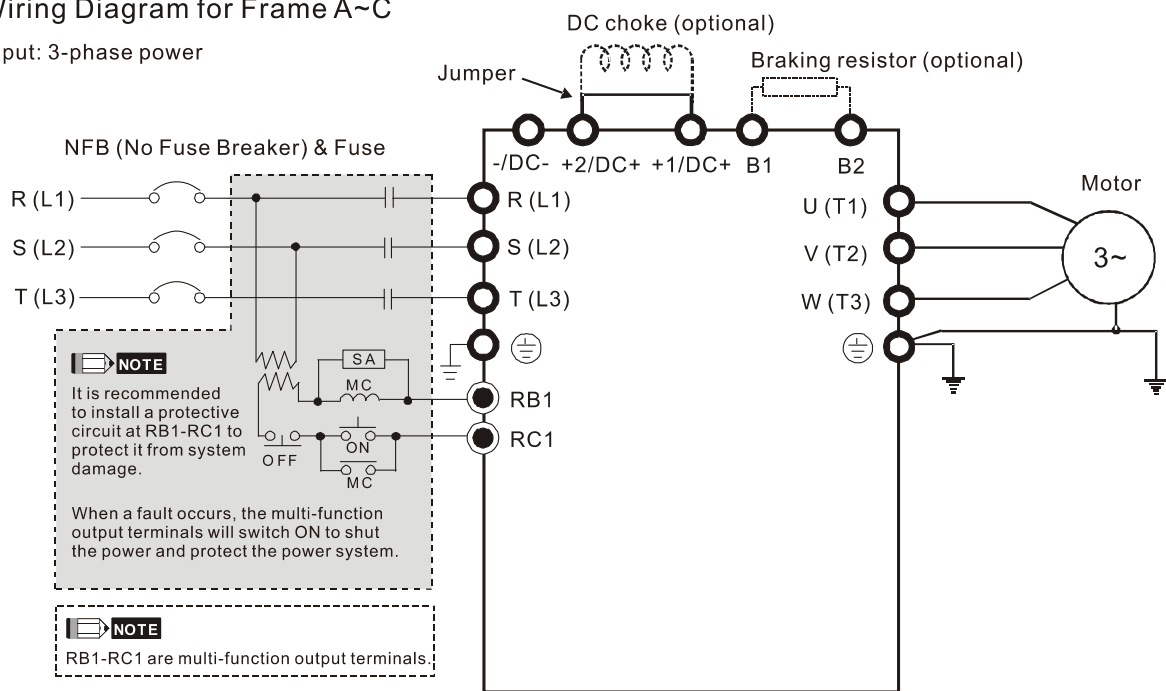 iring Diagram for Frame A~C
put: 3-phase power
DC choke (optional)
Jumper
Braking resistor (optional)
NFB (No Fuse Breaker) & Fuse
-/DC- +2/DC+ +1/DC+ B1 B2
Motor
R (L1)
R (L1)
U (T1)
S (L2)
S (L2)
V (T2)
3~
T (L3)
T (L3)
W (T3)
NOTE
It is recommended
to install a protective
circuit at RB1-RC1 to
protect it from system
damage.
SA
MC
RB1
OFF
ON
MC
RC1
When a fault occurs, the multi-function
output terminals will switch ON to shut
the power and protect the power system.
NOTE
RB1-RC1 are multi-function output terminals.